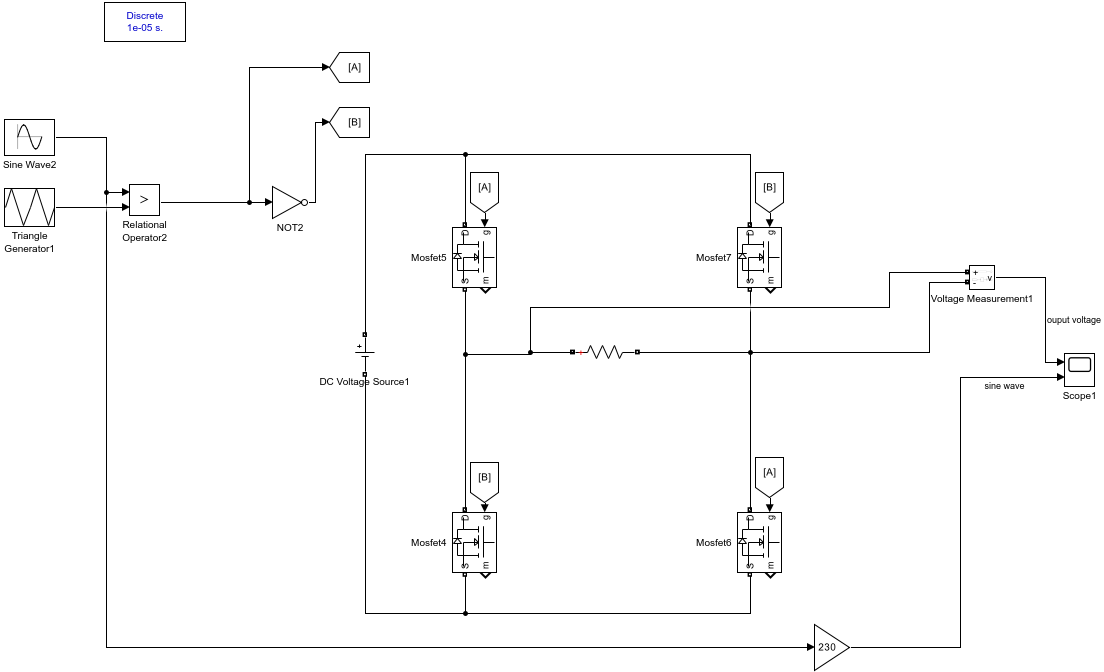 Discrete
1e-05 s.
[A]
[B]
Sine Wave2
Triangle
Generator1
>
Relational
Operator2
NOT2
[A]
[B]
D
g
Mosfet5
S
m
D
g
Mosfet7
S
m
+
-
v
Voltage Measurement1
ouput voltage
+
DC Voltage Source1
+
sine wave
Scope1
[B]
[A]
D
g
Mosfet4
S
m
D
g
Mosfet6
S
m
230